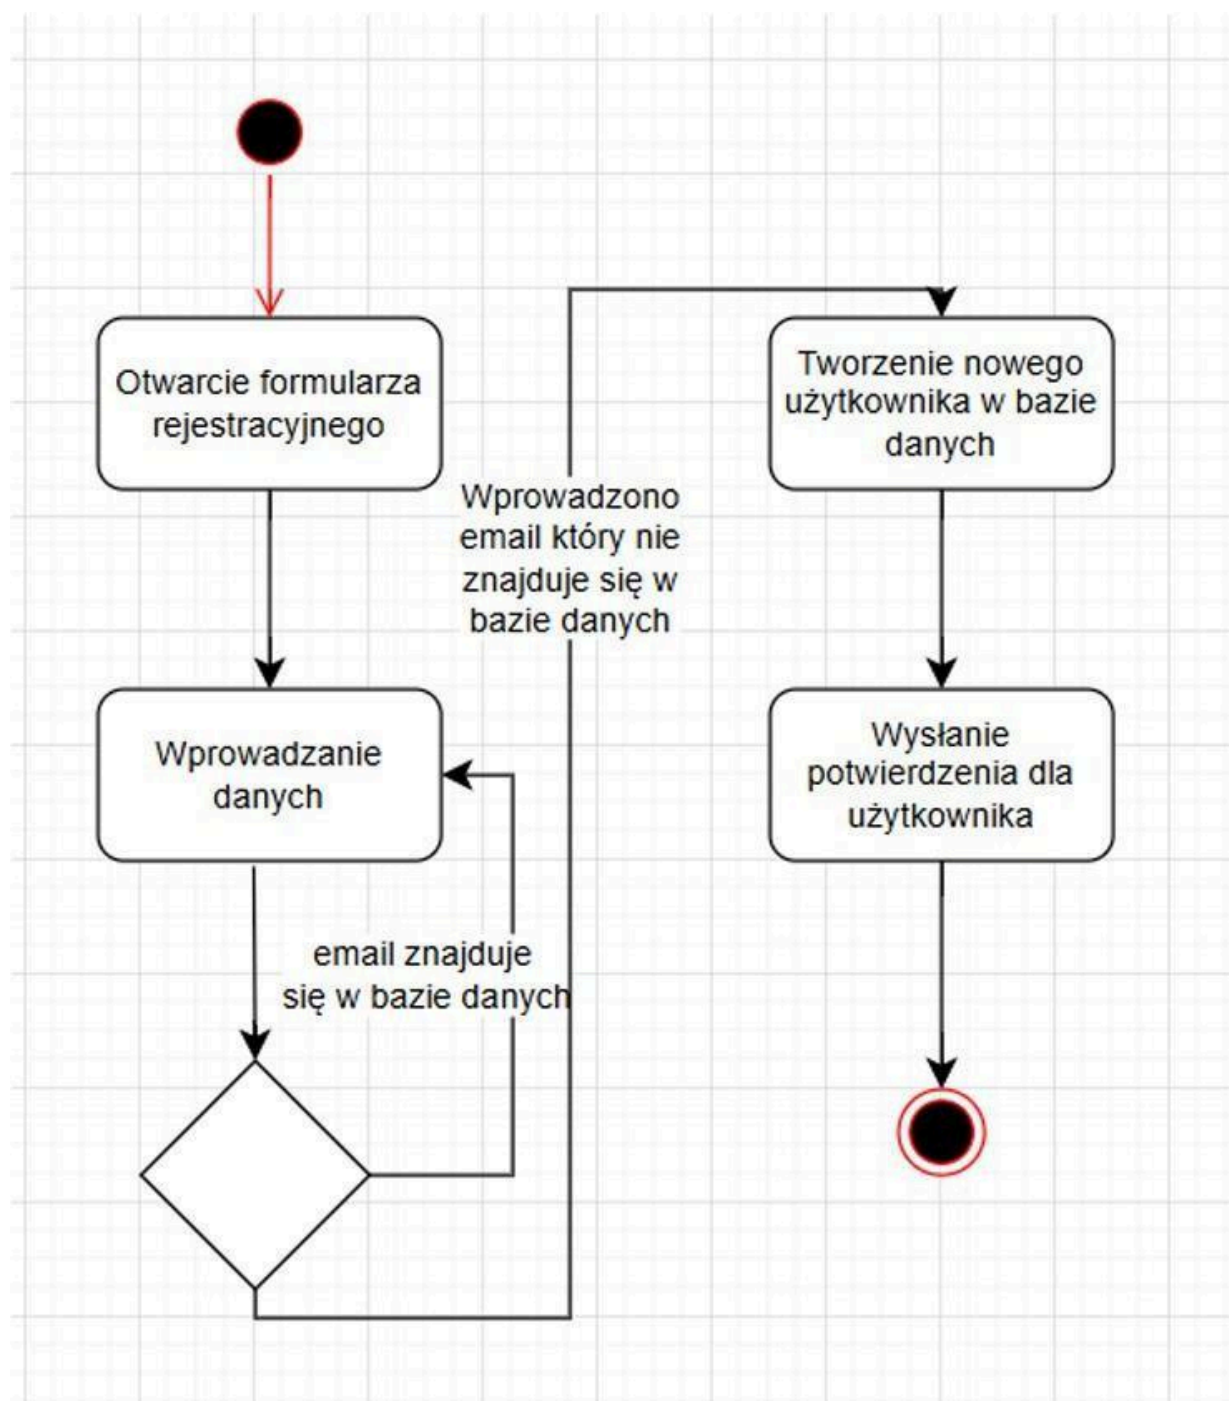 Otwarcie formularza
rejestracyjnego
Wprowadzanie
danych
email znajduje
się w bazie danych
Wprowadzono
email który nie
znajduje się w
bazie danych
Tworzenie nowego
użytkownika w bazie
danych
Wysłanie
potwierdzenia dla
użytkownika